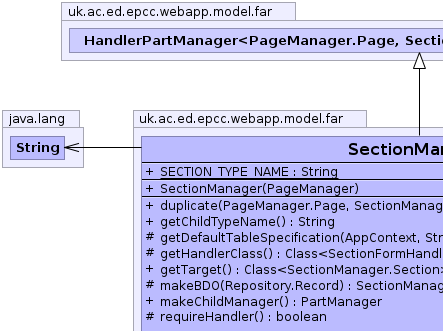 uk.ac.ed.epcc.webapp.model.far
HandlerPartManager<PageManager.Page, Sectio
java.lang
String
uk.ac.ed.epcc.webapp.model.far
SectionMa
+ SECTION_TYPE_NAME : String
+ SectionManager(PageManager)
+ duplicate(PageManager.Page, SectionManag
+ getChildTypeName() : String
# getDefaultTableSpecification(AppContext, Str
# getHandlerClass() : Class<SectionFormHandl
+ getTarget() : Class<SectionManager.Section>
# makeBDO(Repository.Record) : SectionManag
+ makeChildManager() : PartManager
# requireHandler() : boolean